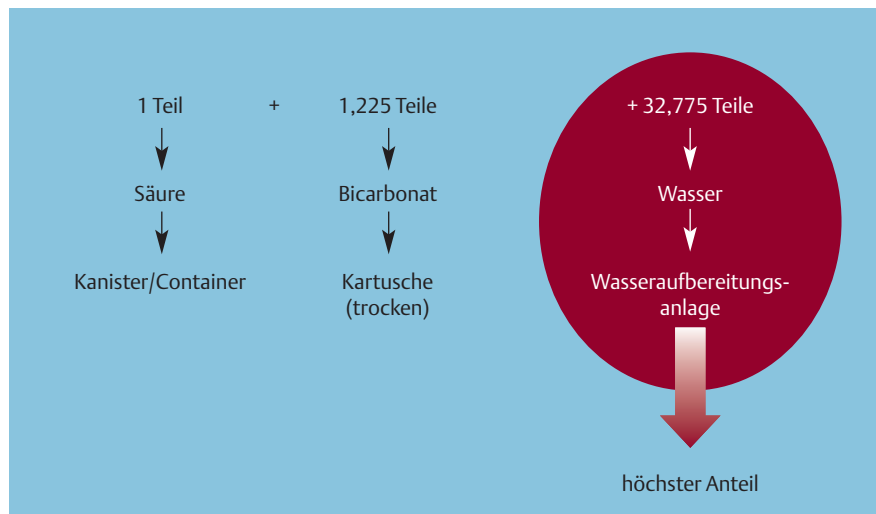 1 Teil + 1,225 Teile + 32,775 Teile
Säure Bicarbonat Wasser
Kanister/Container Kartusche Wasseraufbereitungs-
(trocken) anlage
höchster Anteil